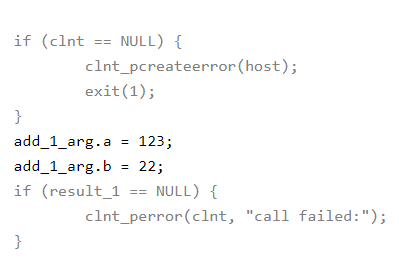 if (clnt == NULL) {
        clnt_pcreateerror(host);
        exit(1);
}
add_1_arg.a = 123;
add_1_arg.b = 22;
if (result_1 == NULL) {
        clnt_perror(clnt, "call failed:");
}